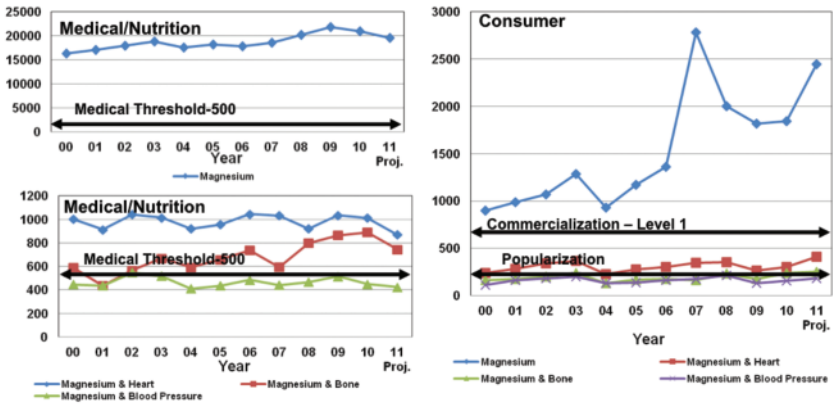 Medical/Nutrition
25000
20000
15000
10000
5000
0
Medical Threshold-500
00 01 02 03 04 05 06 07 08 09 10 11
Year
Proj.
Magnesium
Medical/Nutrition
1200
1000
800
600
400
200
0
Medical Threshold-500
00 01 02 03 04 05 06 07 08 09 10 11
Year
Proj.
Magnesium & Heart
Magnesium & Bone
Magnesium & Blood Pressure
Consumer
3000
2500
2000
1500
1000
500
0
Commercialization – Level 1
Popularization
00 01 02 03 04 05 06 07 08 09 10 11
Proj.
Year
Magnesium
Magnesium & Heart
Magnesium & Bone
Magnesium & Blood Pressure